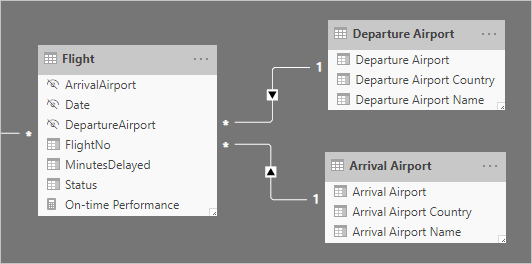 Flight
ArrivalAirport
Date
DepartureAirport
FlightNo
MinutesDelayed
Status
On-time Performance
*
*
*
1
1
Departure Airport
Departure Airport
Departure Airport Country
Departure Airport Name
Arrival Airport
Arrival Airport
Arrival Airport Country
Arrival Airport Name